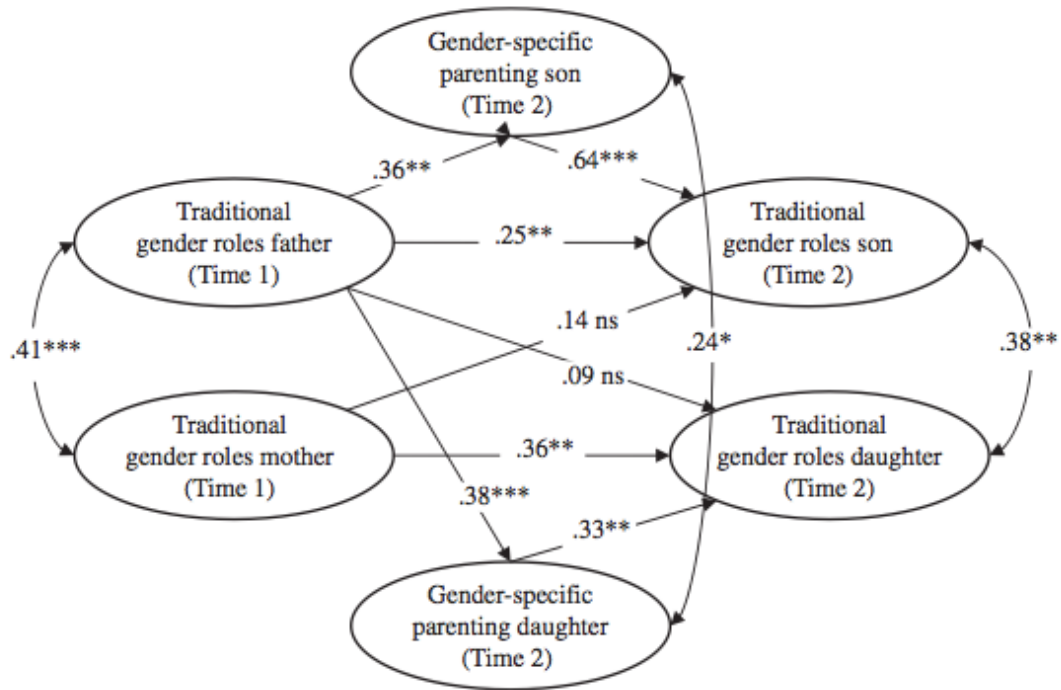 Gender-specific
parenting son
(Time 2)
.36**
.64***
Traditional
gender roles father
(Time 1)
.25**
Traditional
gender roles son
(Time 2)
.41***
.14 ns
.24*
.38**
.09 ns
Traditional
gender roles mother
(Time 1)
.36**
Traditional
gender roles daughter
(Time 2)
.38***
.33**
Gender-specific
parenting daughter
(Time 2)